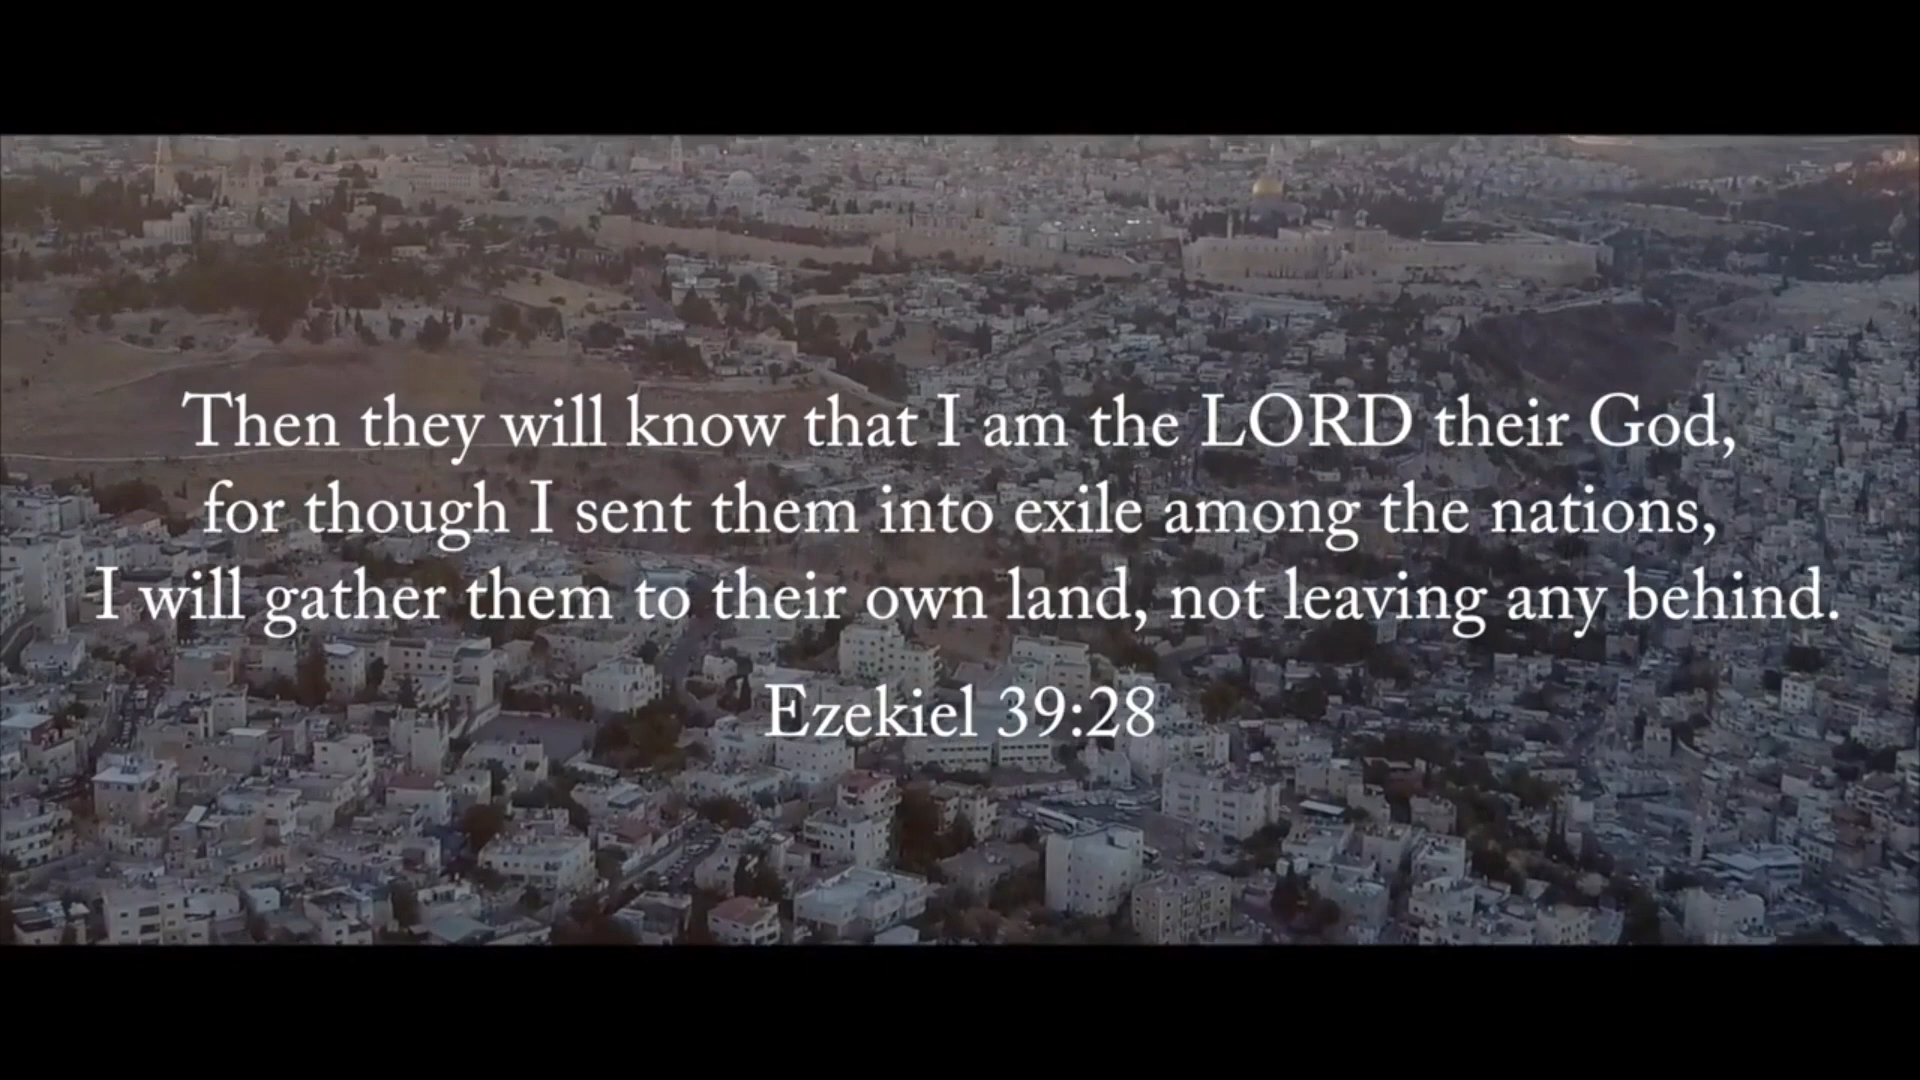 Then they will know that I am the LORD their God,
for though I sent them into exile among the nations,
I will gather them to their own land, not leaving any behind.
Ezekiel 39:28